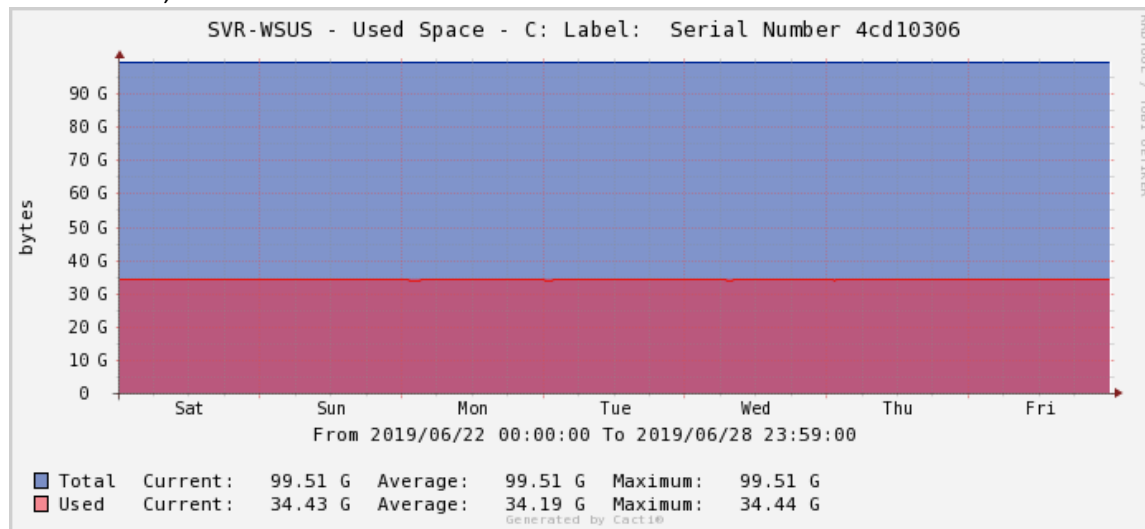 SVR-WSUS - Used Space - C: Label:  Serial Number 4cd10306
bytes
90 G
80 G
70 G
60 G
50 G
40 G
30 G
20 G
10 G
0
Sat Sun Mon Tue Wed Thu Fri
From 2019/06/22 00:00:00 To 2019/06/28 23:59:00
Total Current: 99.51 G Average: 99.51 G Maximum: 99.51 G
Used Current: 34.43 G Average: 34.19 G Maximum: 34.44 G
Generated by Cacti®